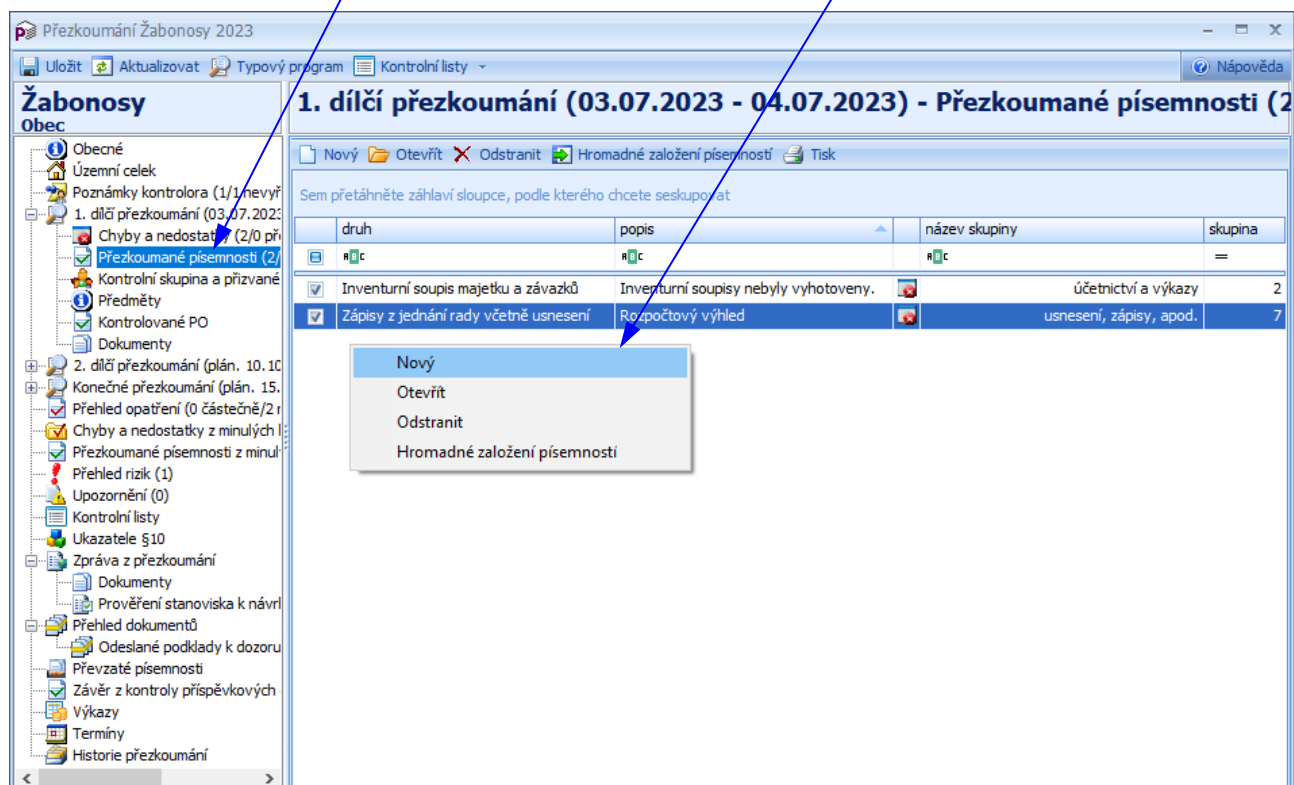 Přezkoumání Žabonosy 2023
Uložit Aktualizovat Typový program Kontrolní listy Nápověda
Žabonosy
Obec
1. dílčí přezkoumání (03.07.2023 - 04.07.2023) - Přezkoumané písemnosti (2
Obecné
Územní celek
Poznámky kontrolora (1/1 nevyř
1. dílčí přezkoumání (03.07.2023
Chyby a nedostatky (2/0 pře
Přezkoumané písemnosti (2/
Kontrolní skupina a přizvané
Předměty
Kontrolované PO
Dokumenty
2. dílčí přezkoumání (plán. 10.10
Konečné přezkoumání (plán. 15.
Přehled opatření (0 částečně/2 r
Chyby a nedostatky z minulých l
Přezkoumané písemnosti z minul
Přehled rizik (1)
Upozornění (0)
Kontrolní listy
Ukazatele §10
Zpráva z přezkoumání
Dokumenty
Prověření stanoviska k návrh
Přehled dokumentů
Odeslané podklady k dozoru
Převzaté písemnosti
Závěr z kontroly příspěvkových
Výkazy
Termíny
Historie přezkoumání
Nový Otevřít Odstranit Hromadné založení písemností Tisk
Sem přetáhněte záhlaví sloupce, podle kterého chcete seskupovat
druh popis název skupiny skupina
ABC ABC ABC =
Inventurní soupis majetku a závazků Inventurní soupisy nebyly vyhotoveny. účetnictví a výkazy 2
Zápisy z jednání rady včetně usnesení Rozpočtový výhled usnesení, zápisy, apod. 7
Nový
Otevřít
Odstranit
Hromadné založení písemností